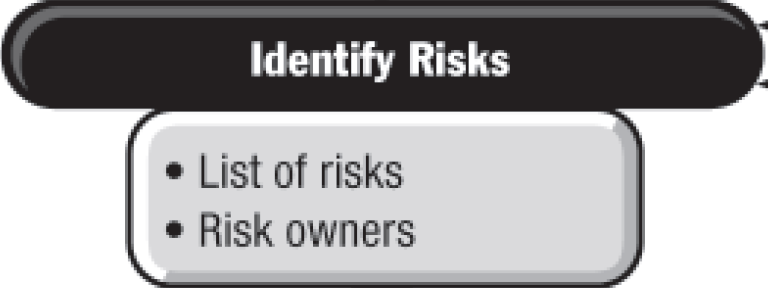 Identify Risks
• List of risks
• Risk owners